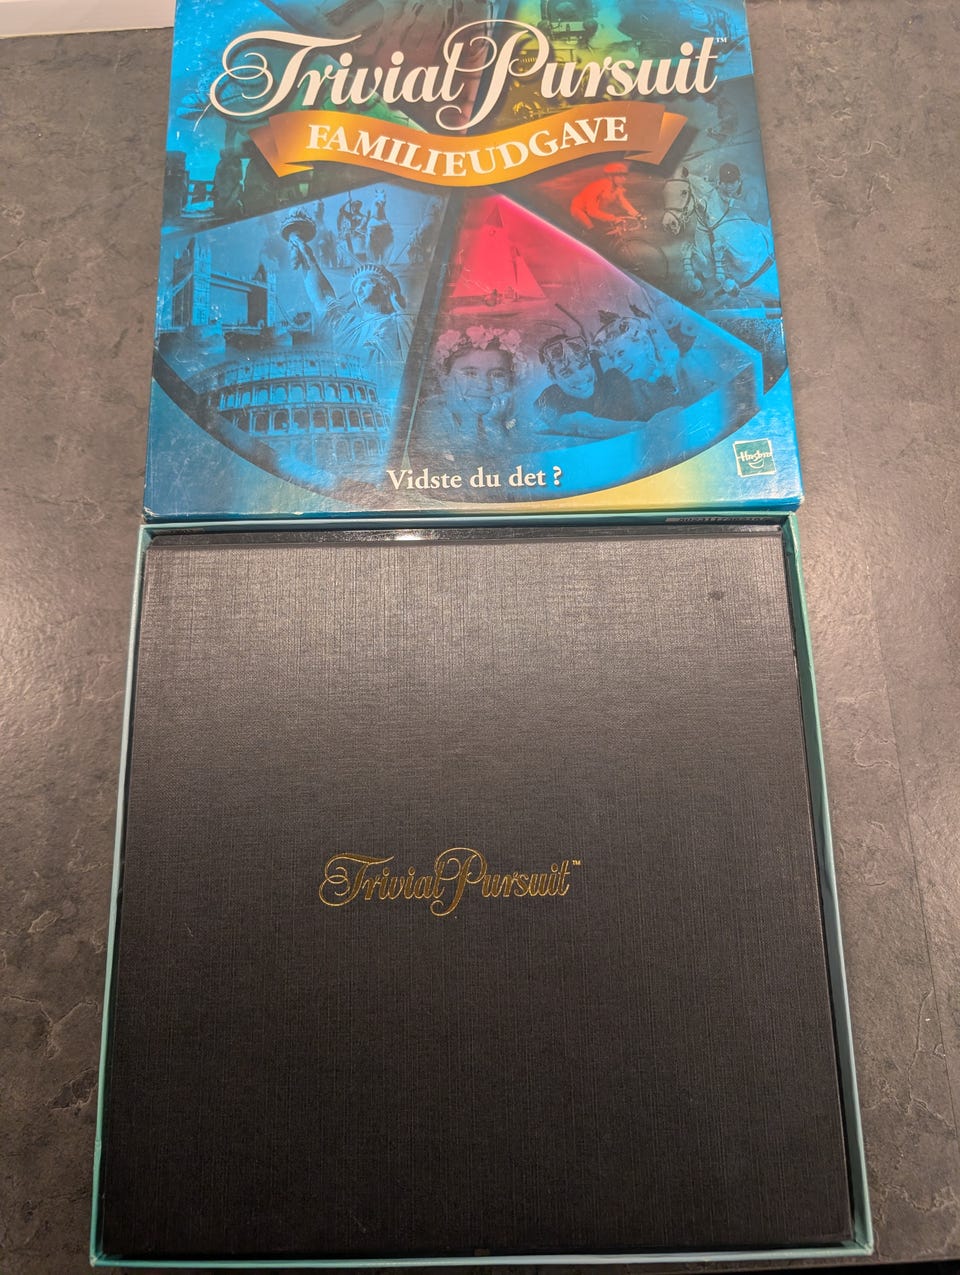 Trivial Pursuit™
FAMILIEUDGAVE
Vidste du det?
Hasbro
Trivial Pursuit™